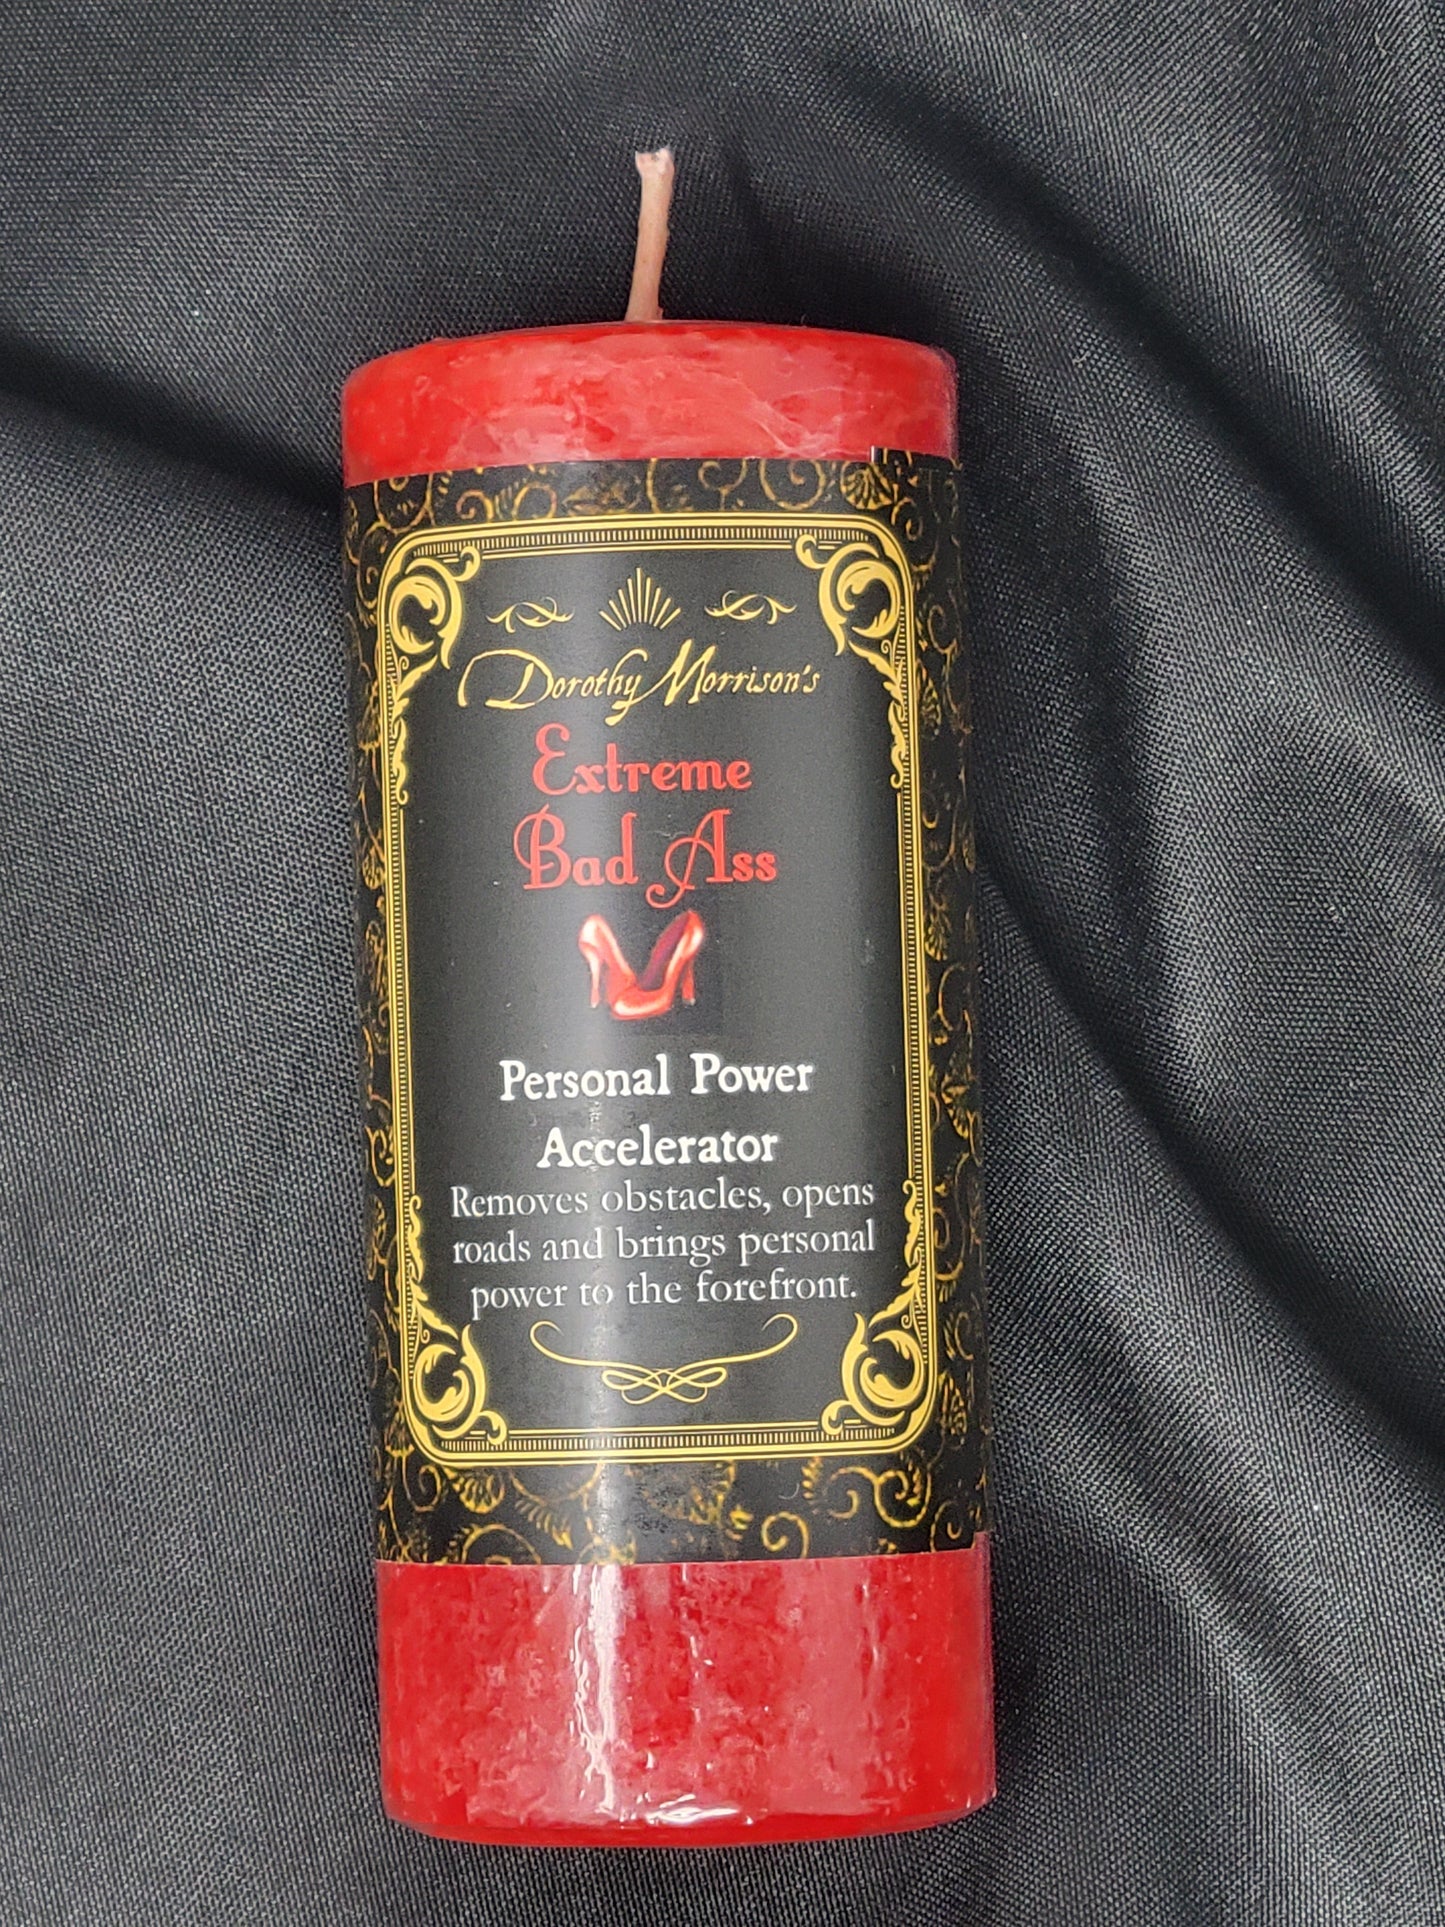 Dorothy Morrison's
Extreme
Bad Ass
Personal Power
Accelerator
Removes obstacles, opens
roads and brings personal
power to the forefront.